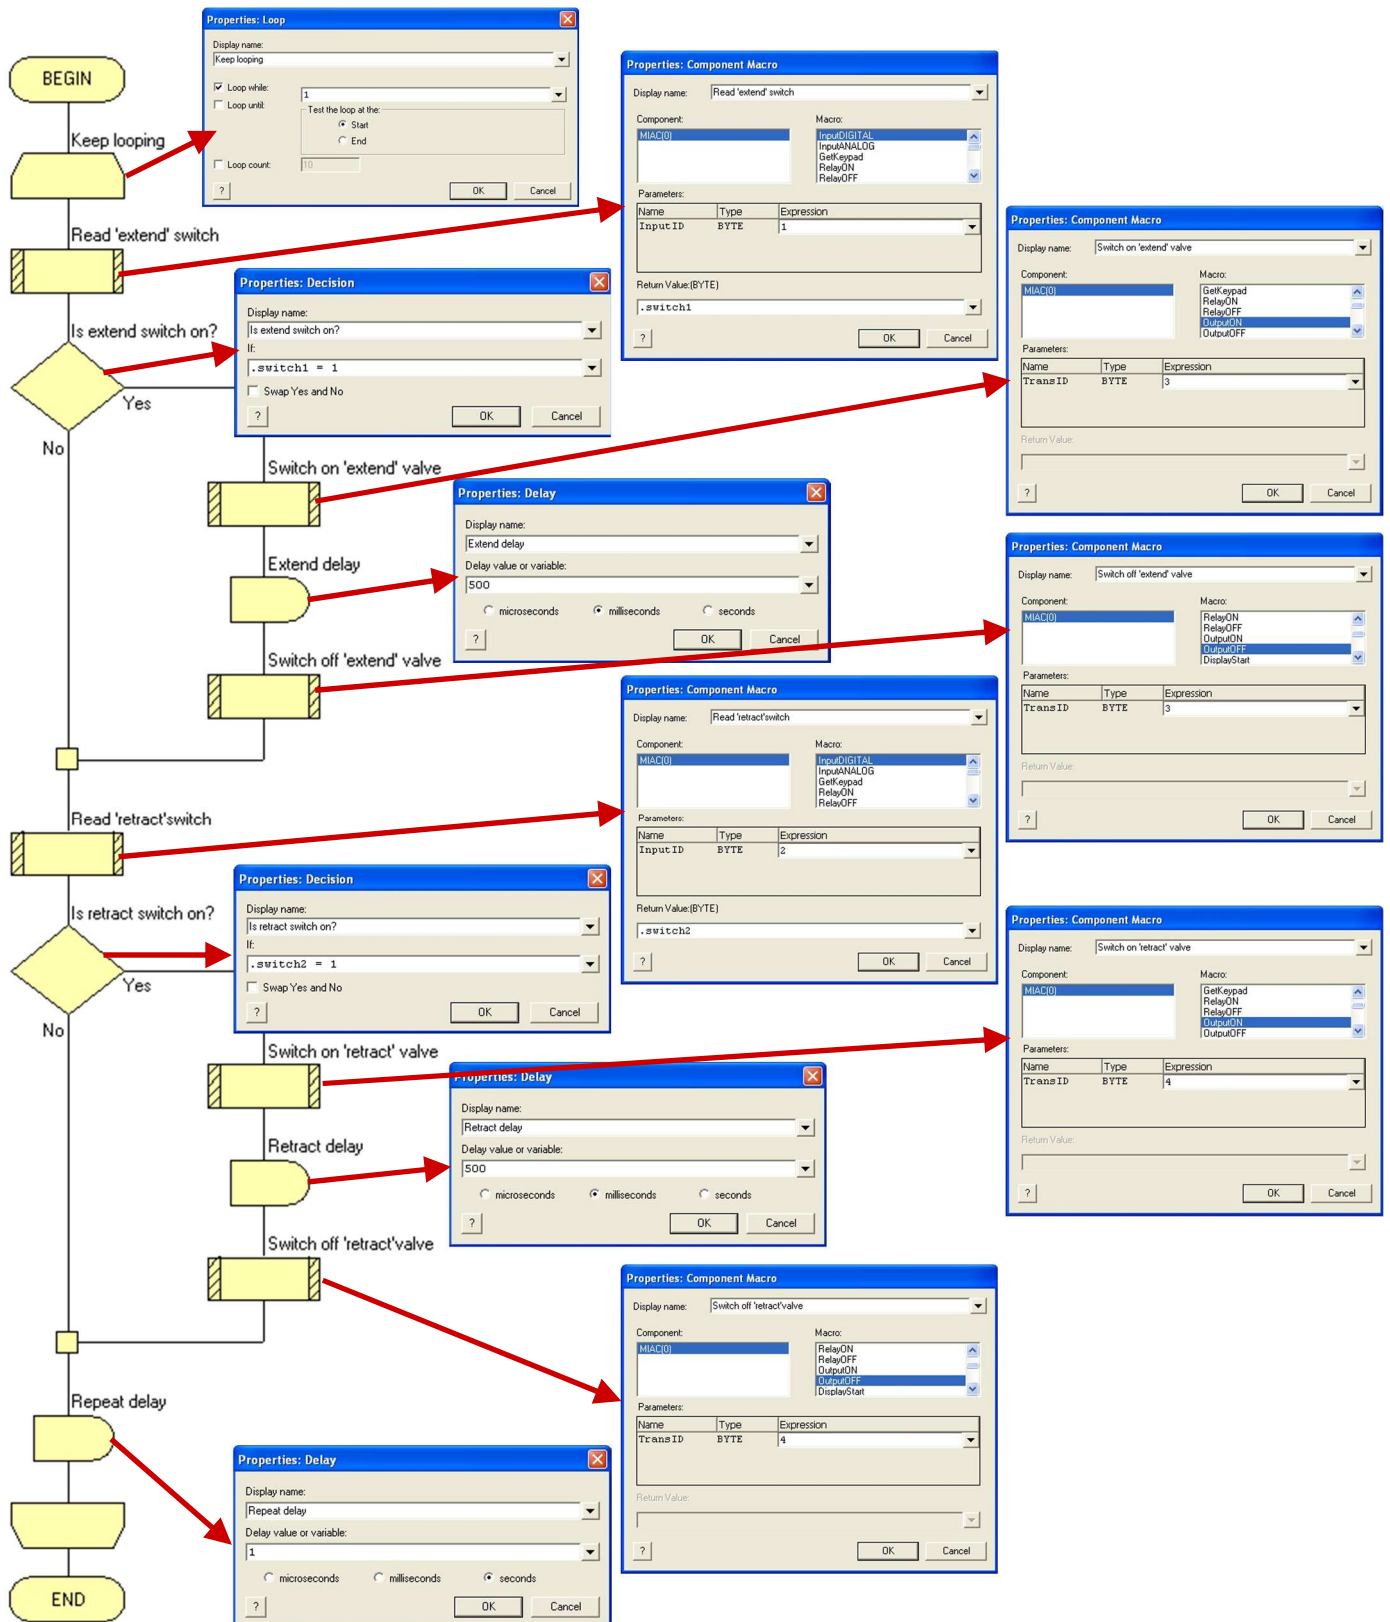 BEGIN
Keep looping
Properties: Loop
Display name:
Keep looping
Loop while:
1
Loop until:
Test the loop at the:
Start
End
Loop count:
10
?
OK
Cancel
Read 'extend' switch
Properties: Component Macro
Display name:
Read 'extend' switch
Component:
Macro:
MIAC(0)
InputDIGITAL
InputANALOG
GetKeypad
RelayON
RelayOFF
Parameters:
Name Type Expression
InputID BYTE 1
Return Value:(BYTE)
.switch1
?
OK
Cancel
Is extend switch on?
Yes
No
Properties: Decision
Display name:
Is extend switch on?
If:
.switch1 = 1
Swap Yes and No
?
OK
Cancel
Switch on 'extend' valve
Properties: Component Macro
Display name:
Switch on 'extend' valve
Component:
Macro:
MIAC(0)
GetKeypad
RelayON
RelayOFF
OutputON
OutputOFF
Parameters:
Name Type Expression
TransID BYTE 3
Return Value:
?
OK
Cancel
Extend delay
Properties: Delay
Display name:
Extend delay
Delay value or variable:
500
microseconds
milliseconds
seconds
?
OK
Cancel
Switch off 'extend' valve
Properties: Component Macro
Display name:
Switch off 'extend' valve
Component:
Macro:
MIAC(0)
RelayON
RelayOFF
OutputON
OutputOFF
DisplayStart
Parameters:
Name Type Expression
TransID BYTE 3
Return Value:
?
OK
Cancel
Read 'retract'switch
Properties: Component Macro
Display name:
Read 'retract'switch
Component:
Macro:
MIAC(0)
InputDIGITAL
InputANALOG
GetKeypad
RelayON
RelayOFF
Parameters:
Name Type Expression
InputID BYTE 2
Return Value:(BYTE)
.switch2
?
OK
Cancel
Is retract switch on?
Yes
No
Properties: Decision
Display name:
Is retract switch on?
If:
.switch2 = 1
Swap Yes and No
?
OK
Cancel
Switch on 'retract' valve
Properties: Component Macro
Display name:
Switch on 'retract' valve
Component:
Macro:
MIAC(0)
GetKeypad
RelayON
RelayOFF
OutputON
OutputOFF
Parameters:
Name Type Expression
TransID BYTE 4
Return Value:
?
OK
Cancel
Retract delay
Properties: Delay
Display name:
Retract delay
Delay value or variable:
500
microseconds
milliseconds
seconds
?
OK
Cancel
Switch off 'retract'valve
Properties: Component Macro
Display name:
Switch off 'retract'valve
Component:
Macro:
MIAC(0)
RelayON
RelayOFF
OutputON
OutputOFF
DisplayStart
Parameters:
Name Type Expression
TransID BYTE 4
Return Value:
?
OK
Cancel
Repeat delay
Properties: Delay
Display name:
Repeat delay
Delay value or variable:
1
microseconds
milliseconds
seconds
?
OK
Cancel
END